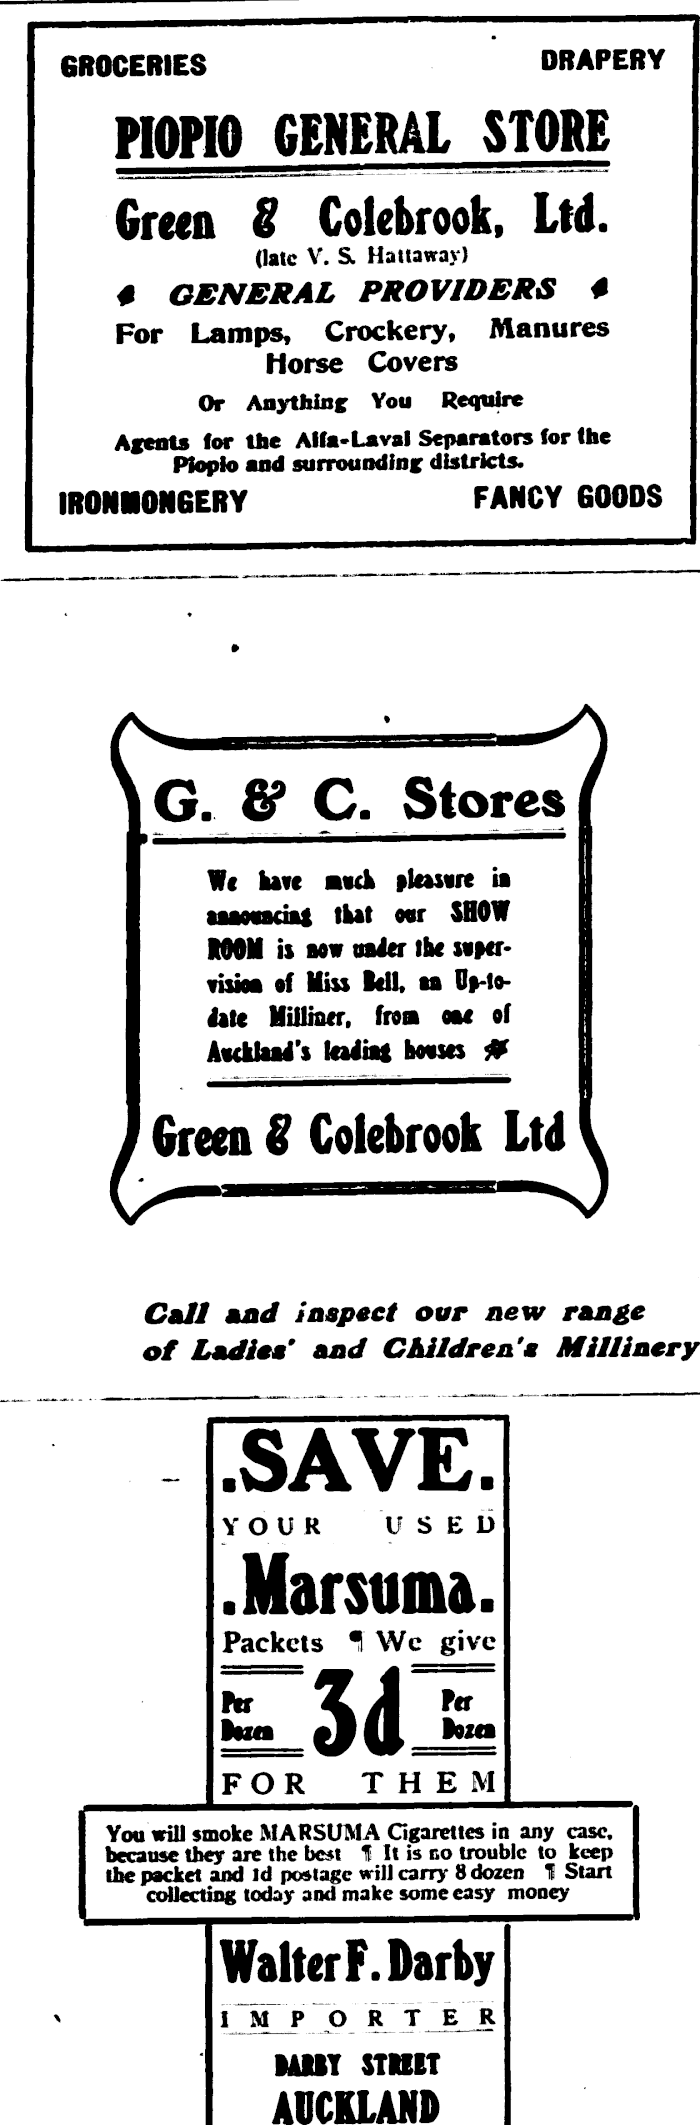 GROCERIES DRAPERY
PIOPIO GENERAL STORE
Green & Colebrook, Ltd.
(late V. S. Hattaway)
GENERAL PROVIDERS
For Lamps, Crockery, Manures
Horse Covers
Or Anything You Require
Agents for the Alfa-Laval Separators for the
Piopio and surrounding districts.
IRONMONGERY FANCY GOODS
G. & C. Stores
We have much pleasure in
announcing that our SHOW
ROOM is now under the super-
vision of Miss Bell, an Up-to-
date Milliner, from one of
Auckland's leading houses
Green & Colebrook Ltd
Call and inspect our new range
of Ladies' and Children's Millinery
.SAVE.
YOUR USED
.Marsuma.
Packets ¶ We give
Per Dozen 3d Per Dozen
FOR THEM
You will smoke MARSUMA Cigarettes in any case,
because they are the best ¶ It is no trouble to keep
the packet and 1d postage will carry 8 dozen ¶ Start
collecting today and make some easy money
Walter F. Darby
IMPORTER
DARBY STREET
AUCKLAND